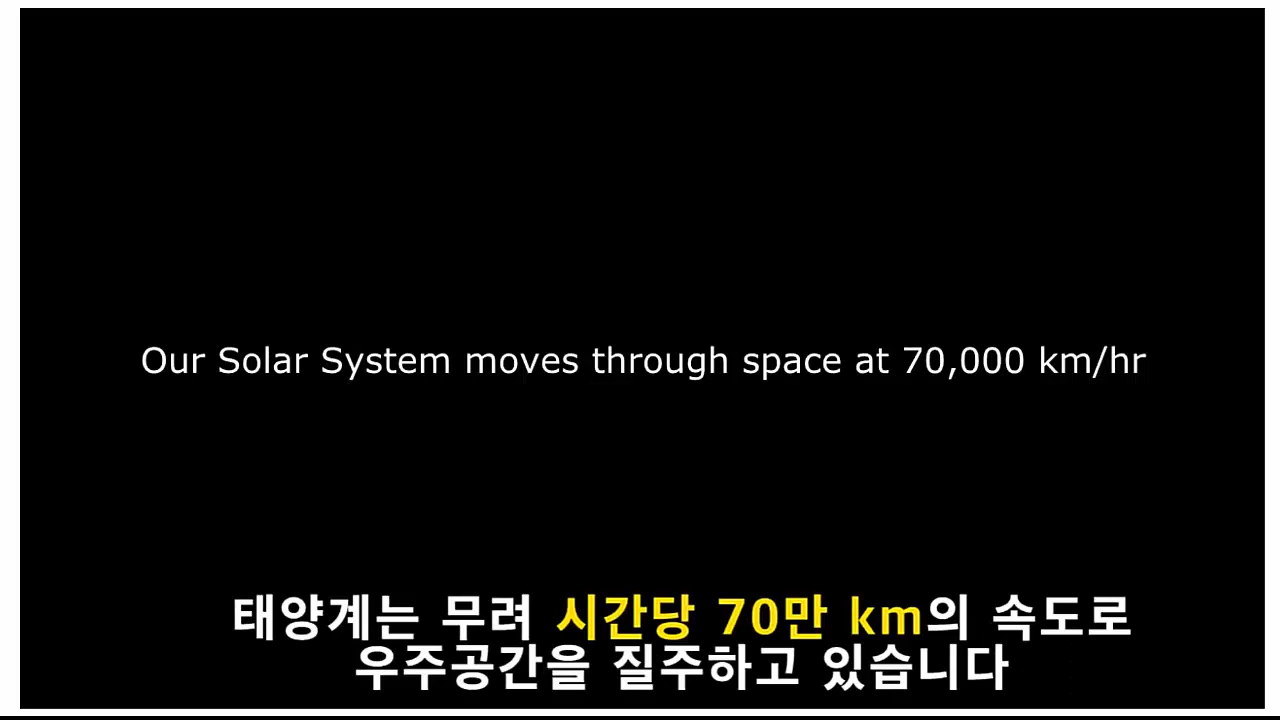 Our Solar System moves through space at 70,000 km/hr
태양계는 무려 시간당 70만 km의 속도로
우주공간을 질주하고 있습니다